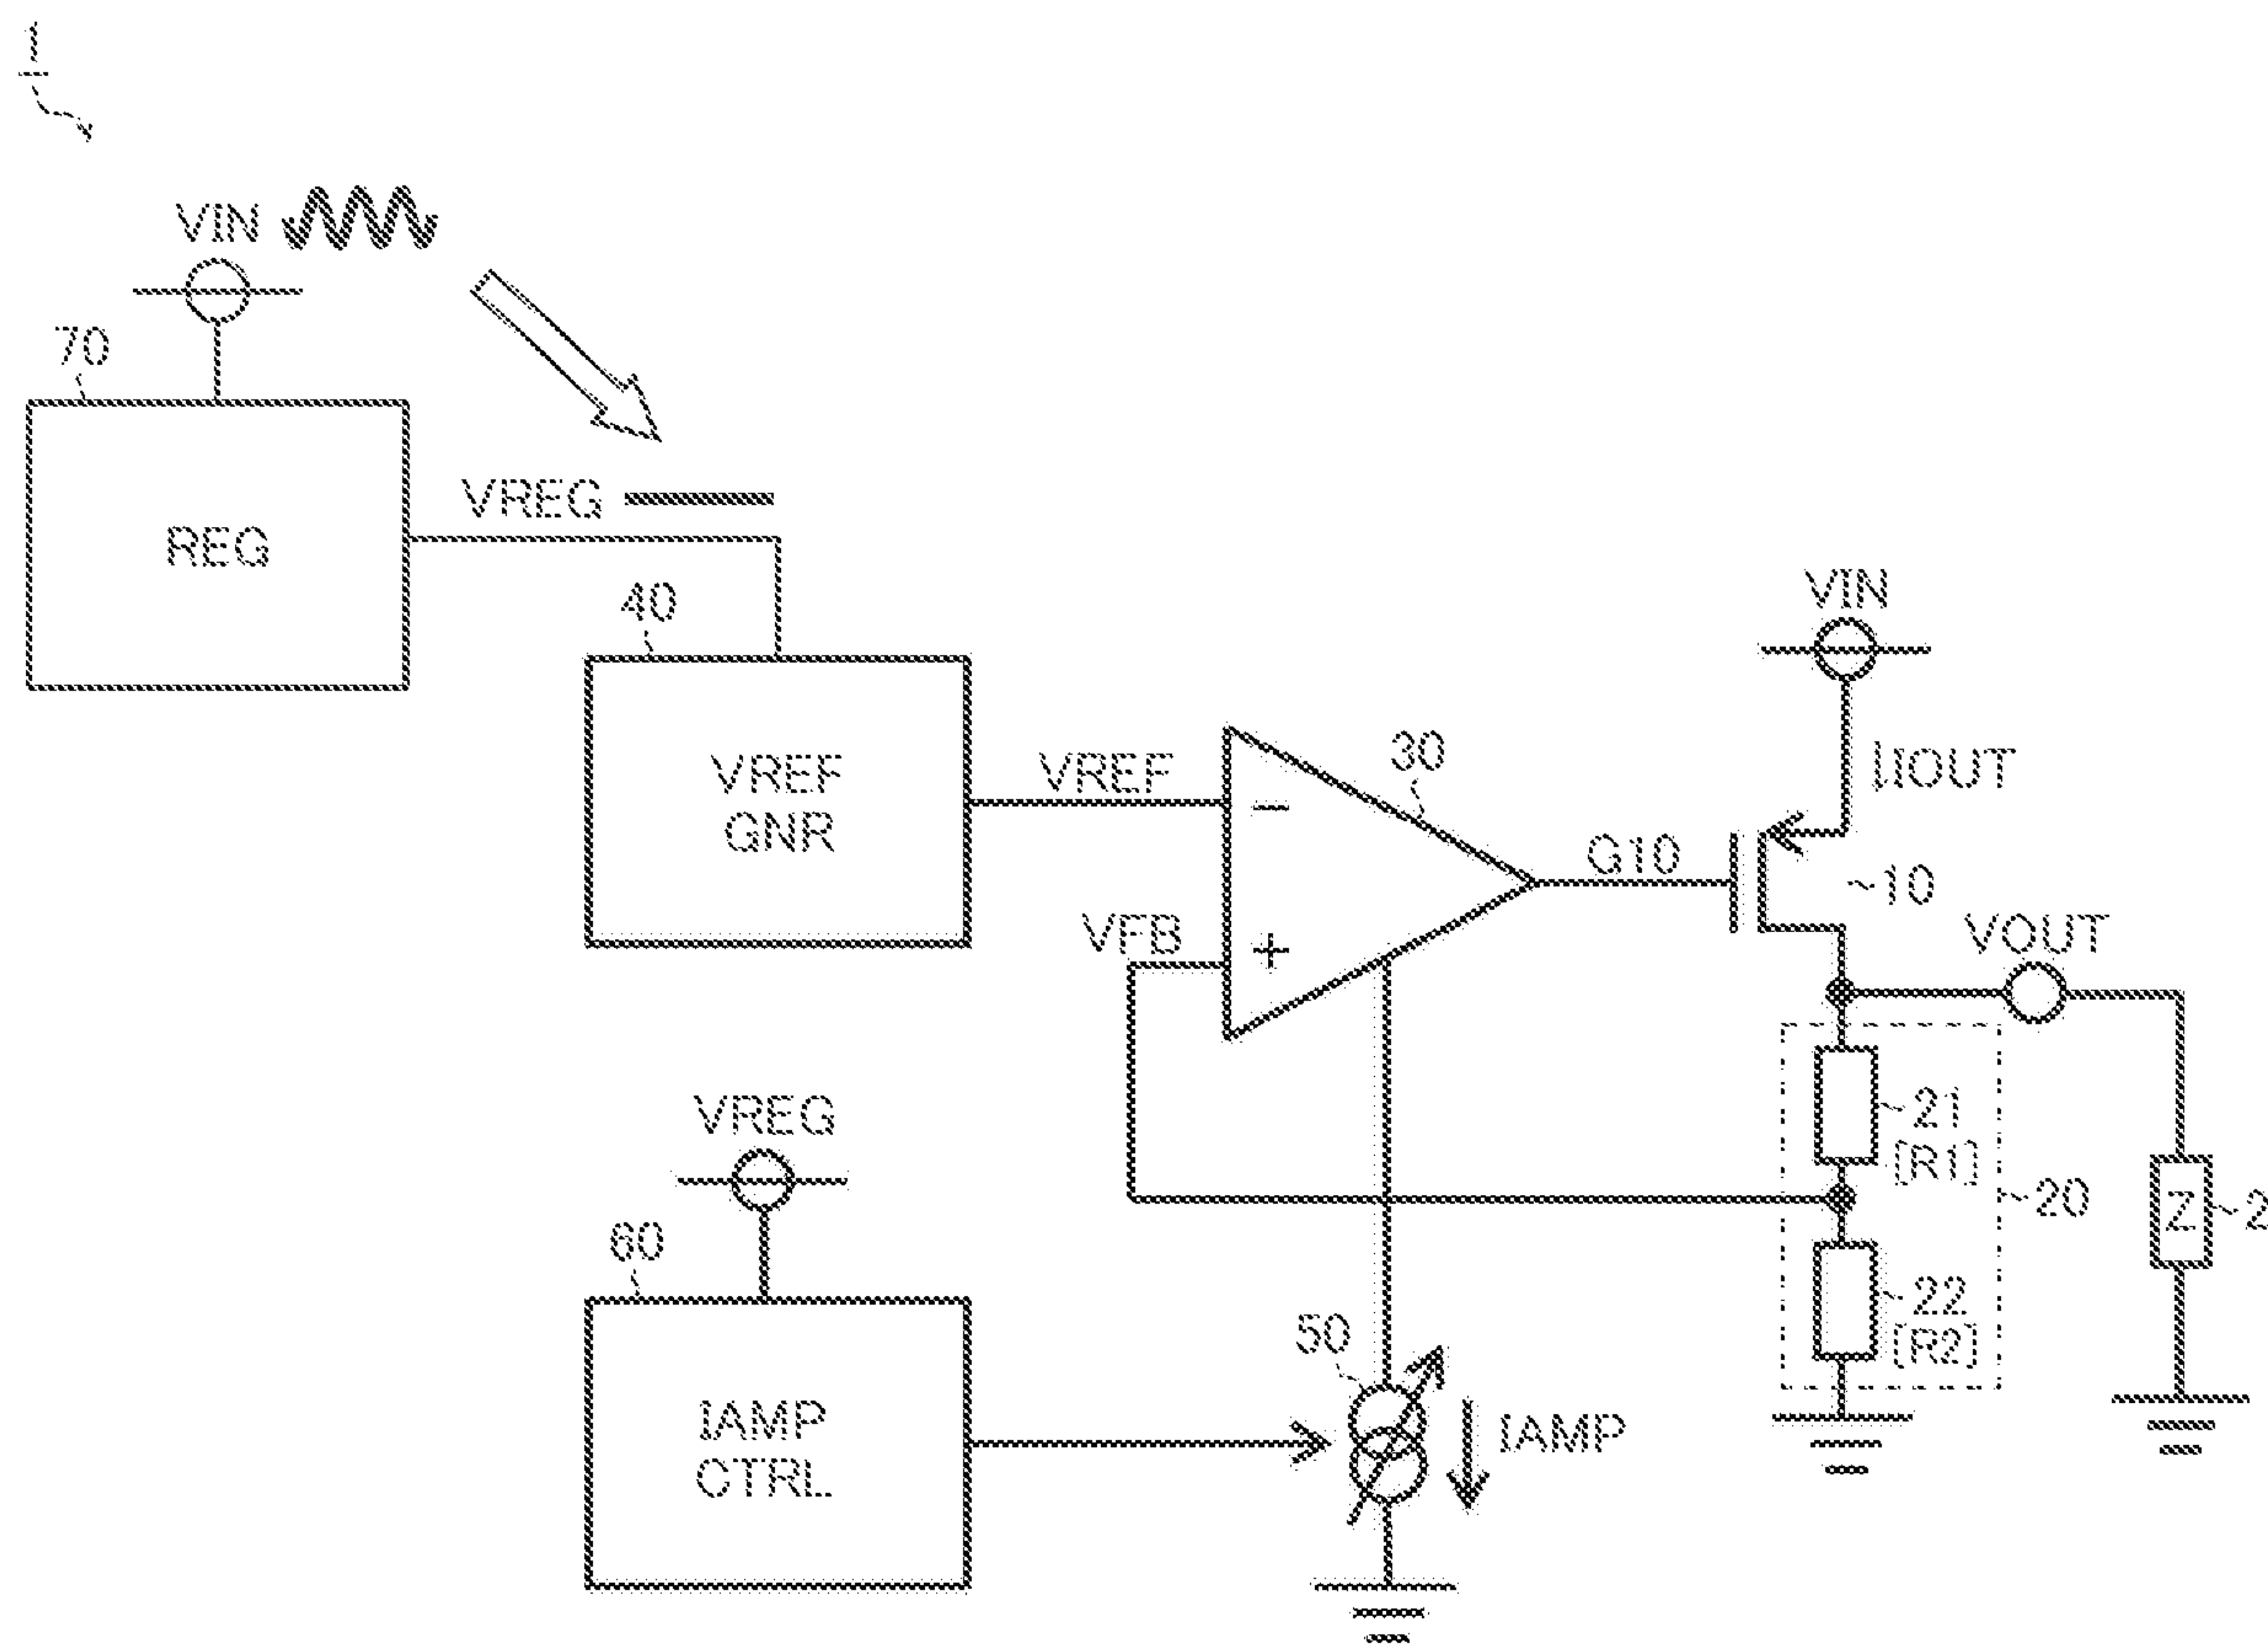 1
VIN
70
REG
VREG
40
VREF
GNR
VREF
30
VFB
-
+
G10
VIN
IOUT
~10
VOUT
~21
[R1]
~20
~22
[R2]
Z
~2
VREG
60
IAMP
CTRL
50
IAMP